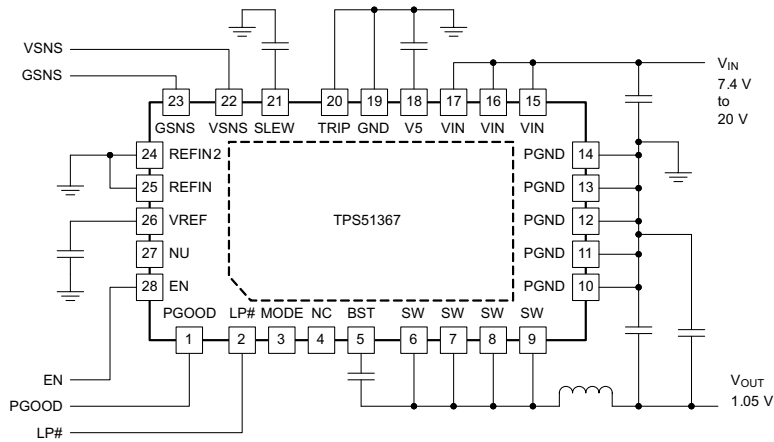 VSNS
GSNS
VIN
7.4 V
to
20 V
23 22 21 20 19 18 17 16 15
GSNS VSNS SLEW TRIP GND V5 VIN VIN VIN
24 REFIN2
25 REFIN
26 VREF
27 NU
28 EN
TPS51367
PGND 14
PGND 13
PGND 12
PGND 11
PGND 10
PGOOD LP# MODE NC BST SW SW SW SW
1 2 3 4 5 6 7 8 9
EN
PGOOD
LP#
VOUT
1.05 V